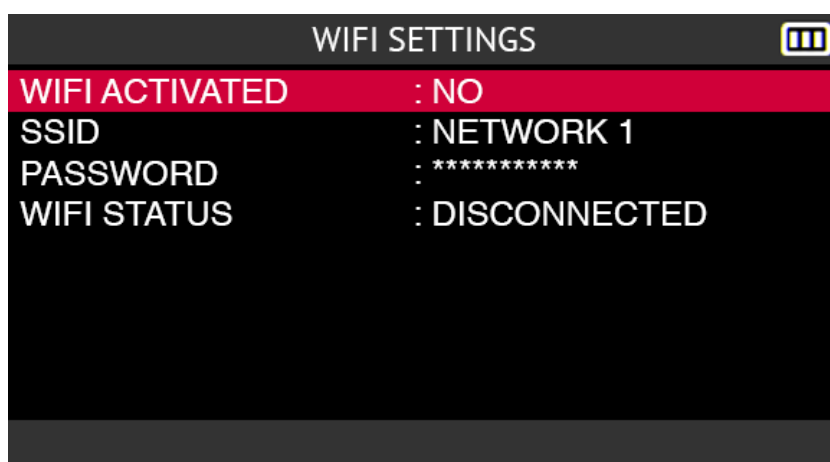 WIFI SETTINGS
WIFI ACTIVATED : NO
SSID : NETWORK 1
PASSWORD : ***********
WIFI STATUS : DISCONNECTED